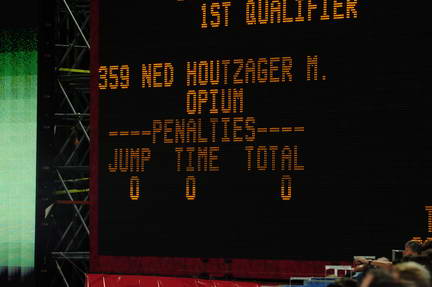 1ST QUALIFIER
359 NED HOUTZAGER M.
OPIUM
----PENALTIES----
JUMP TIME TOTAL
0 0 0